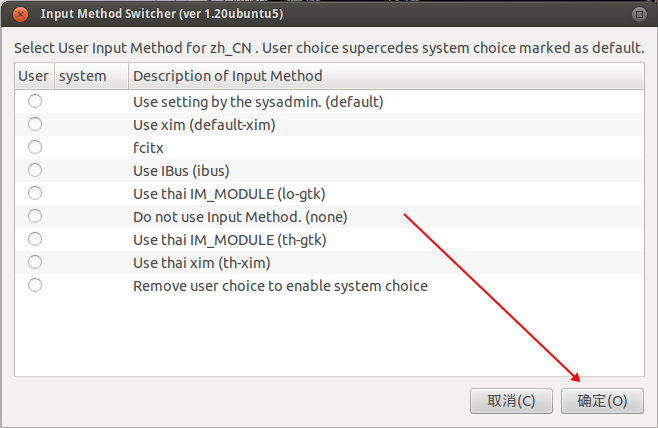 Input Method Switcher (ver 1.20ubuntu5)
Select User Input Method for zh_CN . User choice supercedes system choice marked as default.
User system Description of Input Method
Use setting by the sysadmin. (default)
Use xim (default-xim)
fcitx
Use IBus (ibus)
Use thai IM_MODULE (lo-gtk)
Do not use Input Method. (none)
Use thai IM_MODULE (th-gtk)
Use thai xim (th-xim)
Remove user choice to enable system choice
取消(C) 确定(O)